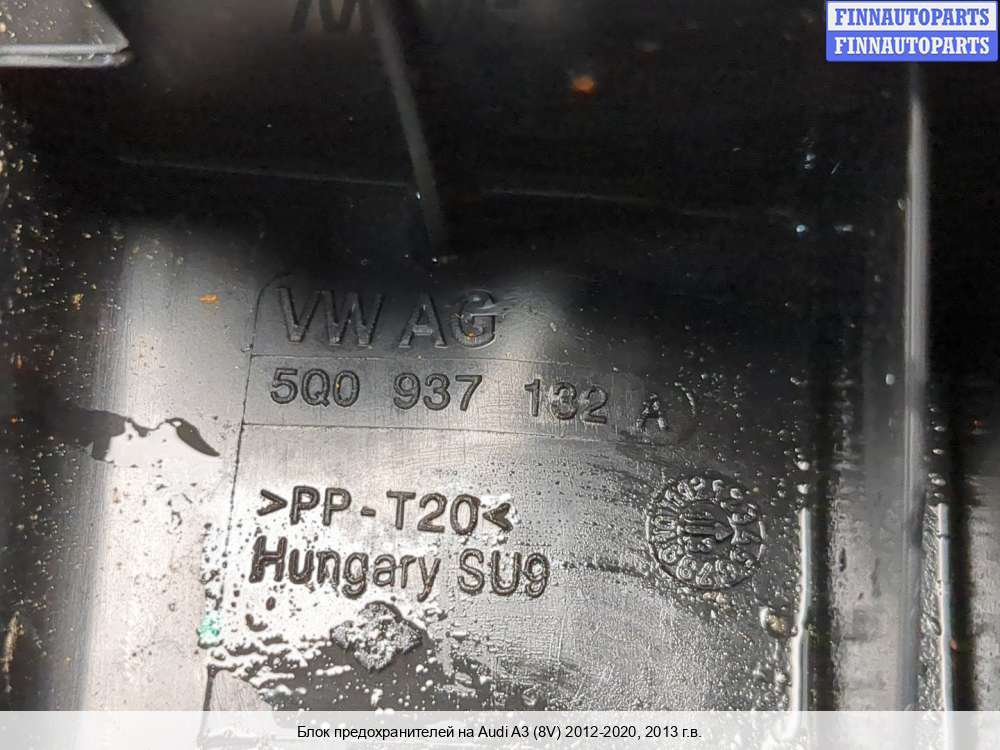 FINNAUTOPARTS
FINNAUTOPARTS
VW AG
5Q0 937 132 A
>PP-T20<
Hungary SU9
Блок предохранителей на Audi A3 (8V) 2012-2020, 2013 г.в.